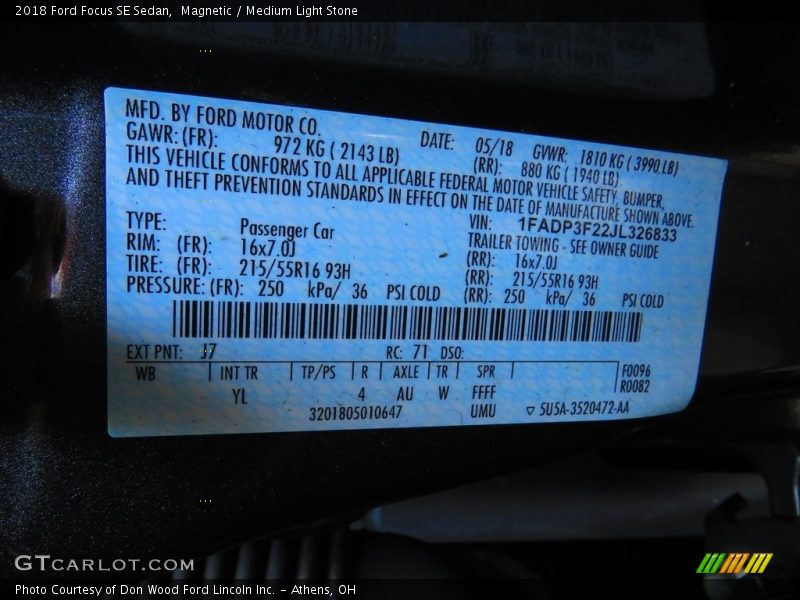 2018 Ford Focus SE Sedan,  Magnetic / Medium Light Stone
MFD. BY FORD MOTOR CO.
DATE: 05/18 GVWR: 1810 KG ( 3990 LB)
GAWR: (FR): 972 KG ( 2143 LB) (RR): 880 KG ( 1940 LB)
THIS VEHICLE CONFORMS TO ALL APPLICABLE FEDERAL MOTOR VEHICLE SAFETY, BUMPER,
AND THEFT PREVENTION STANDARDS IN EFFECT ON THE DATE OF MANUFACTURE SHOWN ABOVE.
VIN: 1FADP3F22JL326833
TYPE: Passenger Car TRAILER TOWING - SEE OWNER GUIDE
RIM: (FR): 16x7.0J (RR): 16x7.0J
TIRE: (FR): 215/55R16 93H (RR): 215/55R16 93H
PRESSURE: (FR): 250 kPa/ 36 PSI COLD (RR): 250 kPa/ 36 PSI COLD
EXT PNT: J7 RC: 71 DSO:
WB INT TR TP/PS R AXLE TR SPR F0096
R0082
YL 4 AU W FFFF
3201805010647 UMU ▽ 5U5A-3520472-AA
GTCARLOT.COM
Photo Courtesy of Don Wood Ford Lincoln Inc. - Athens, OH